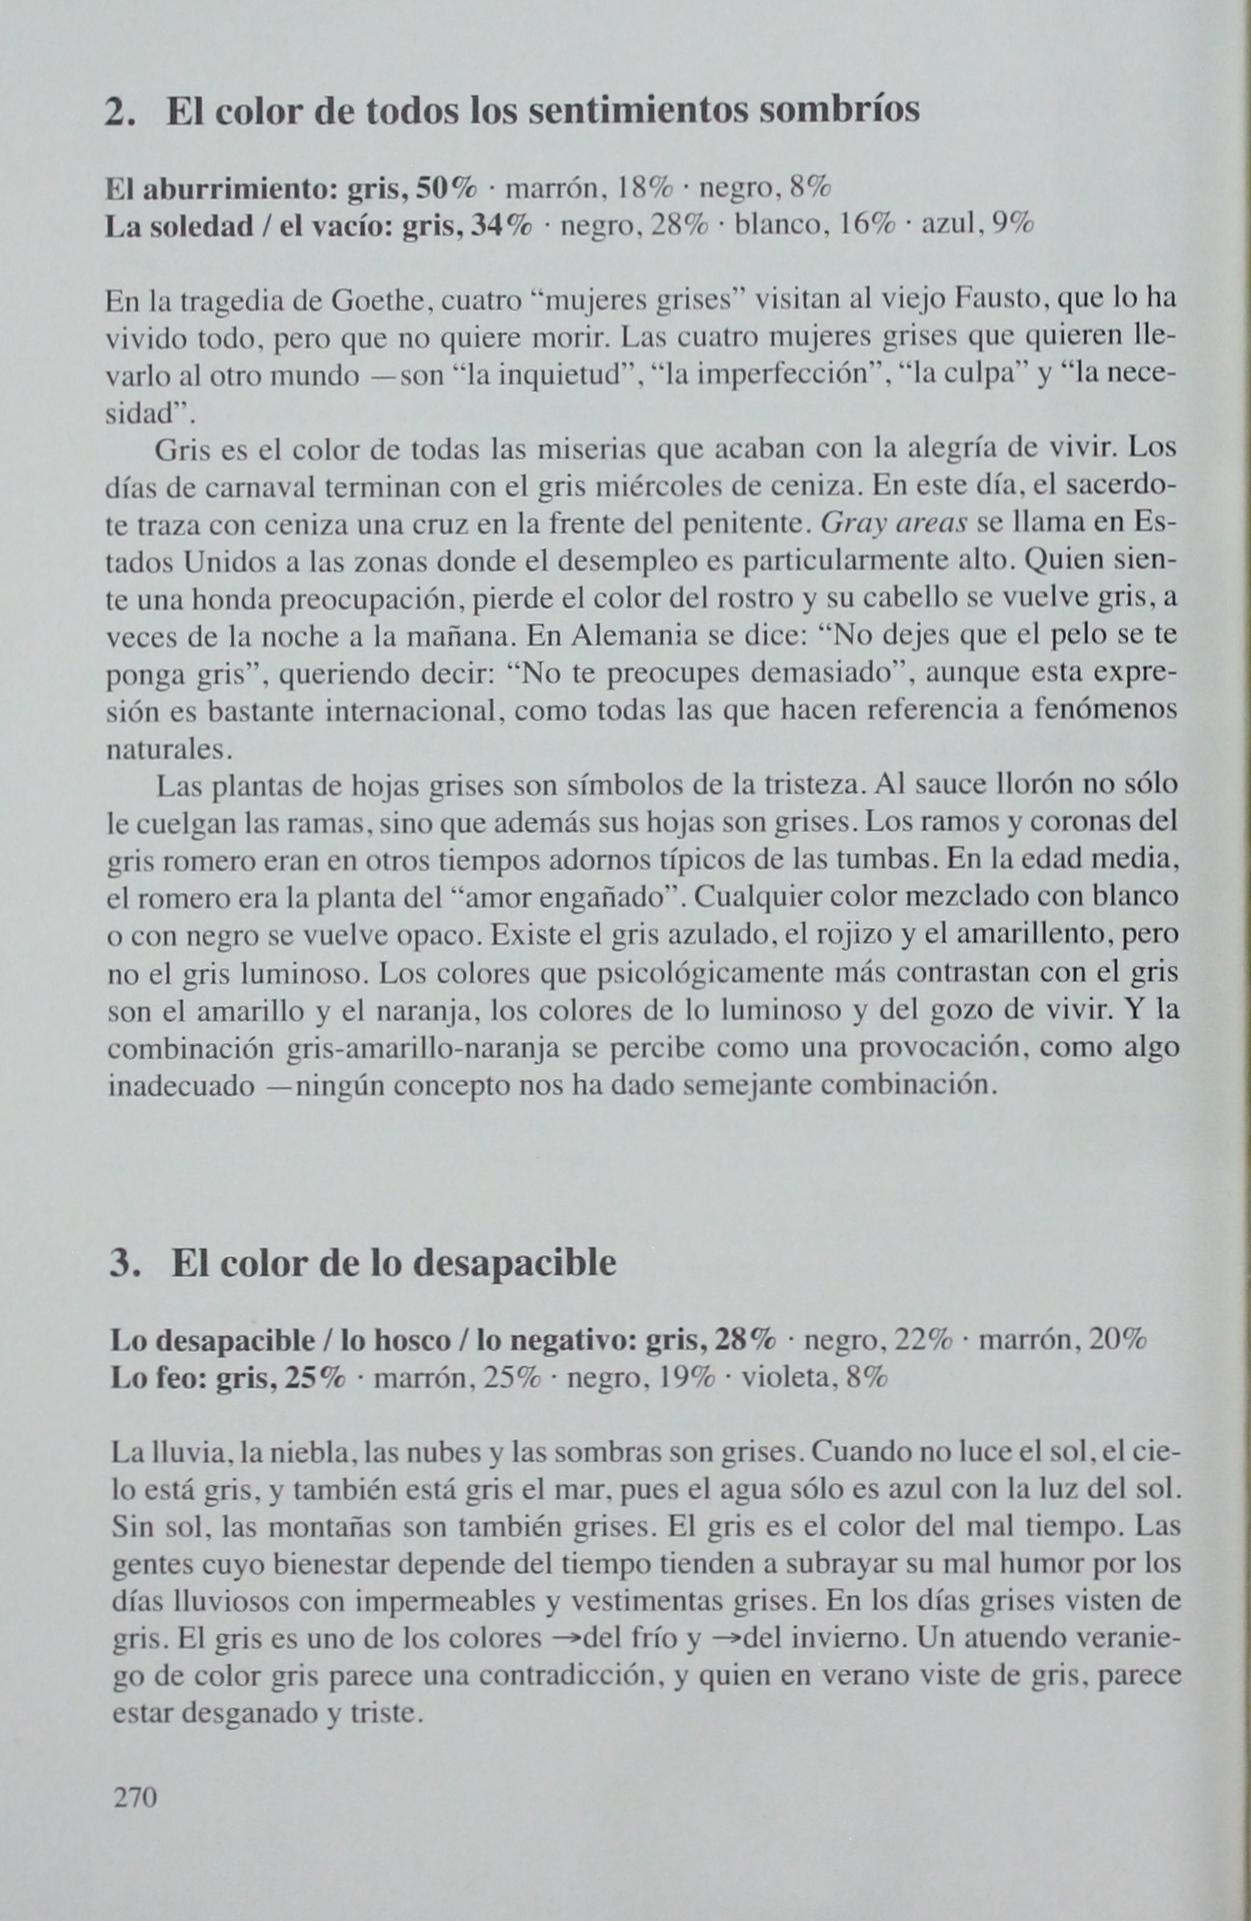 2. El color de todos los sentimientos sombríos
El aburrimiento: gris, 50% · marrón, 18% · negro, 8%
La soledad / el vacío: gris, 34% · negro, 28% · blanco, 16% · azul, 9%
En la tragedia de Goethe, cuatro “mujeres grises” visitan al viejo Fausto, que lo ha
vivido todo, pero que no quiere morir. Las cuatro mujeres grises que quieren lle-
varlo al otro mundo —son “la inquietud”, “la imperfección”, “la culpa” y “la nece-
sidad”.
Gris es el color de todas las miserias que acaban con la alegría de vivir. Los
días de carnaval terminan con el gris miércoles de ceniza. En este día, el sacerdo-
te traza con ceniza una cruz en la frente del penitente. Gray areas se llama en Es-
tados Unidos a las zonas donde el desempleo es particularmente alto. Quien sien-
te una honda preocupación, pierde el color del rostro y su cabello se vuelve gris, a
veces de la noche a la mañana. En Alemania se dice: “No dejes que el pelo se te
ponga gris”, queriendo decir: “No te preocupes demasiado”, aunque esta expre-
sión es bastante internacional, como todas las que hacen referencia a fenómenos
naturales.
Las plantas de hojas grises son símbolos de la tristeza. Al sauce llorón no sólo
le cuelgan las ramas, sino que además sus hojas son grises. Los ramos y coronas del
gris romero eran en otros tiempos adornos típicos de las tumbas. En la edad media,
el romero era la planta del “amor engañado”. Cualquier color mezclado con blanco
o con negro se vuelve opaco. Existe el gris azulado, el rojizo y el amarillento, pero
no el gris luminoso. Los colores que psicológicamente más contrastan con el gris
son el amarillo y el naranja, los colores de lo luminoso y del gozo de vivir. Y la
combinación gris-amarillo-naranja se percibe como una provocación, como algo
inadecuado —ningún concepto nos ha dado semejante combinación.
3. El color de lo desapacible
Lo desapacible / lo hosco / lo negativo: gris, 28% · negro, 22% · marrón, 20%
Lo feo: gris, 25% · marrón, 25% · negro, 19% · violeta, 8%
La lluvia, la niebla, las nubes y las sombras son grises. Cuando no luce el sol, el cie-
lo está gris, y también está gris el mar, pues el agua sólo es azul con la luz del sol.
Sin sol, las montañas son también grises. El gris es el color del mal tiempo. Las
gentes cuyo bienestar depende del tiempo tienden a subrayar su mal humor por los
días lluviosos con impermeables y vestimentas grises. En los días grises visten de
gris. El gris es uno de los colores →del frío y →del invierno. Un atuendo veranie-
go de color gris parece una contradicción, y quien en verano viste de gris, parece
estar desganado y triste.
270